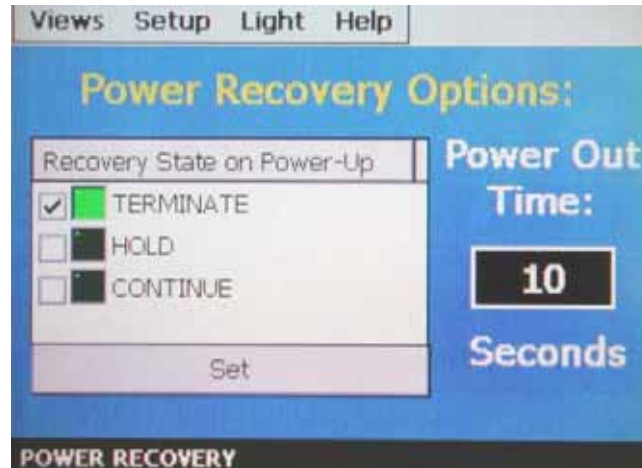 Views Setup Light Help
Power Recovery Options:
Recovery State on Power-Up
TERMINATE
HOLD
CONTINUE
Set
Power Out
Time:
10
Seconds
POWER RECOVERY